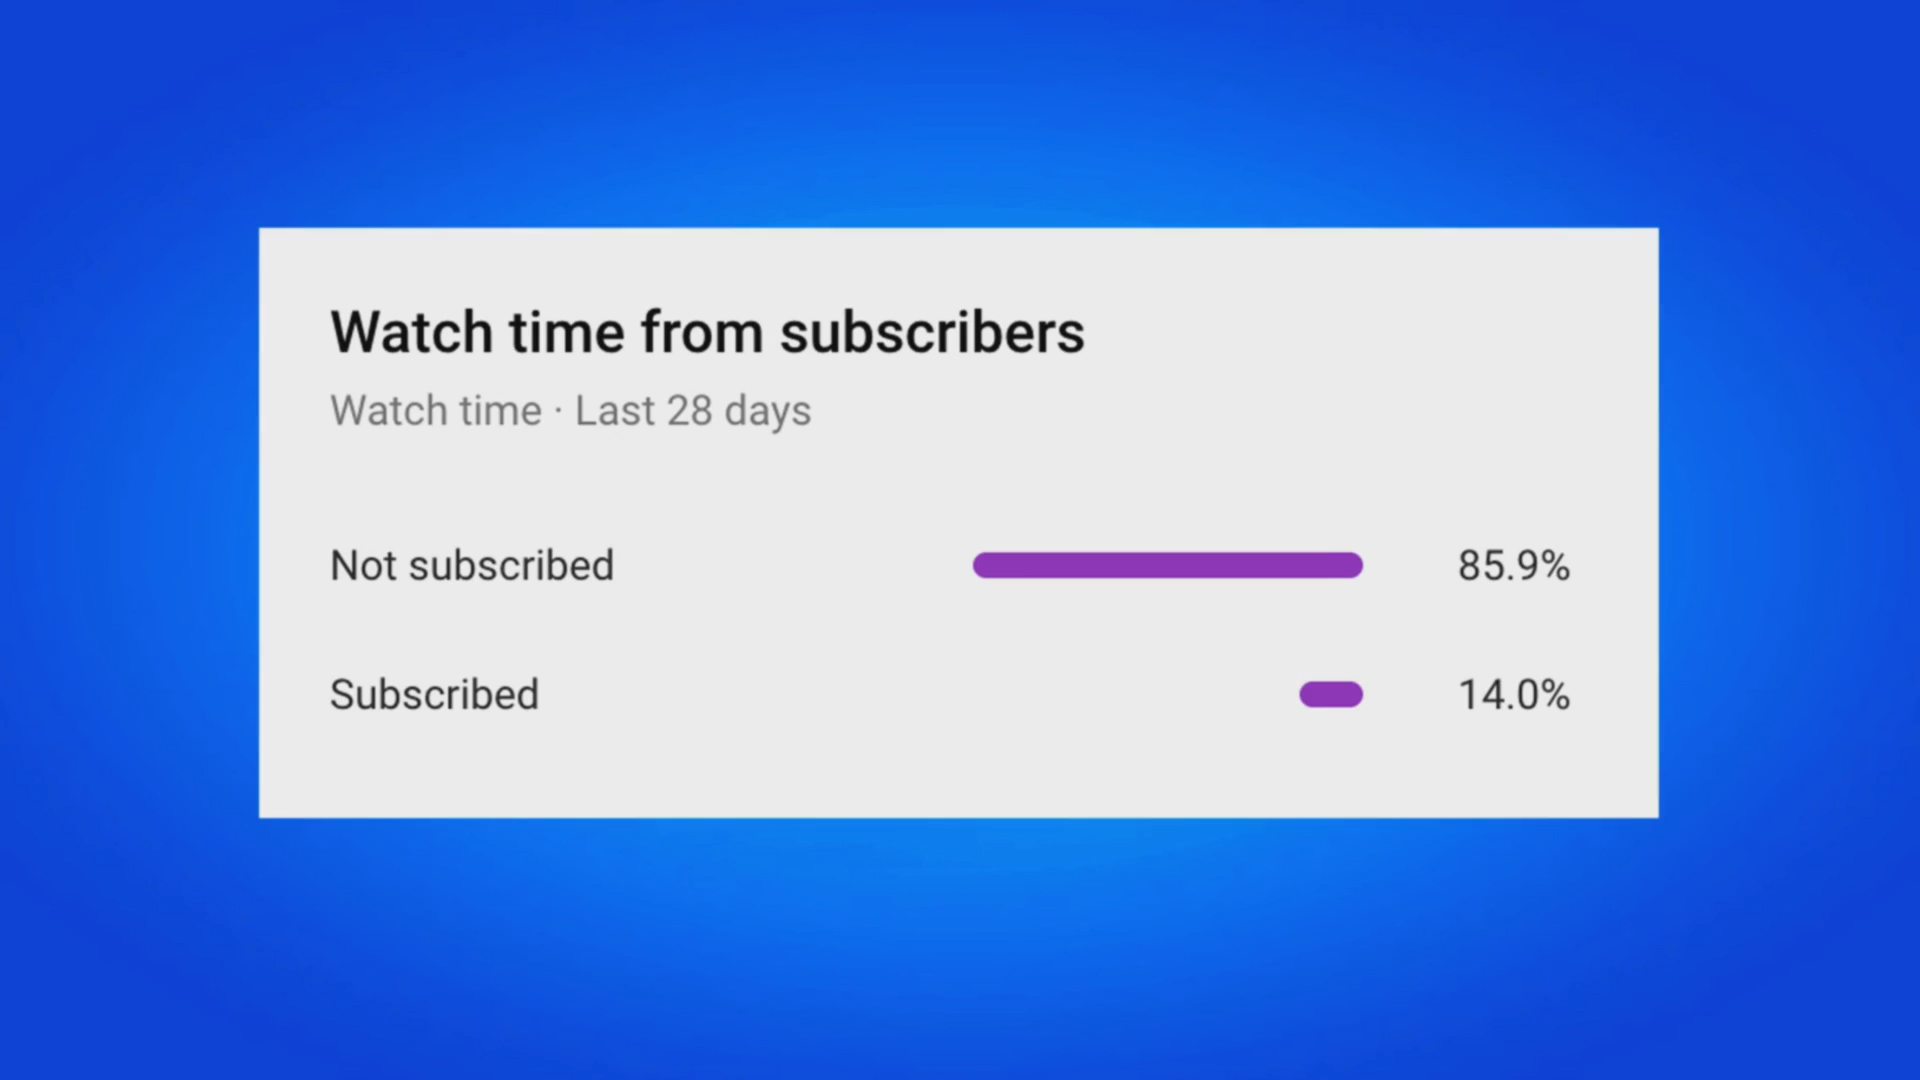 Watch time from subscribers
Watch time · Last 28 days
Not subscribed 85.9%
Subscribed 14.0%